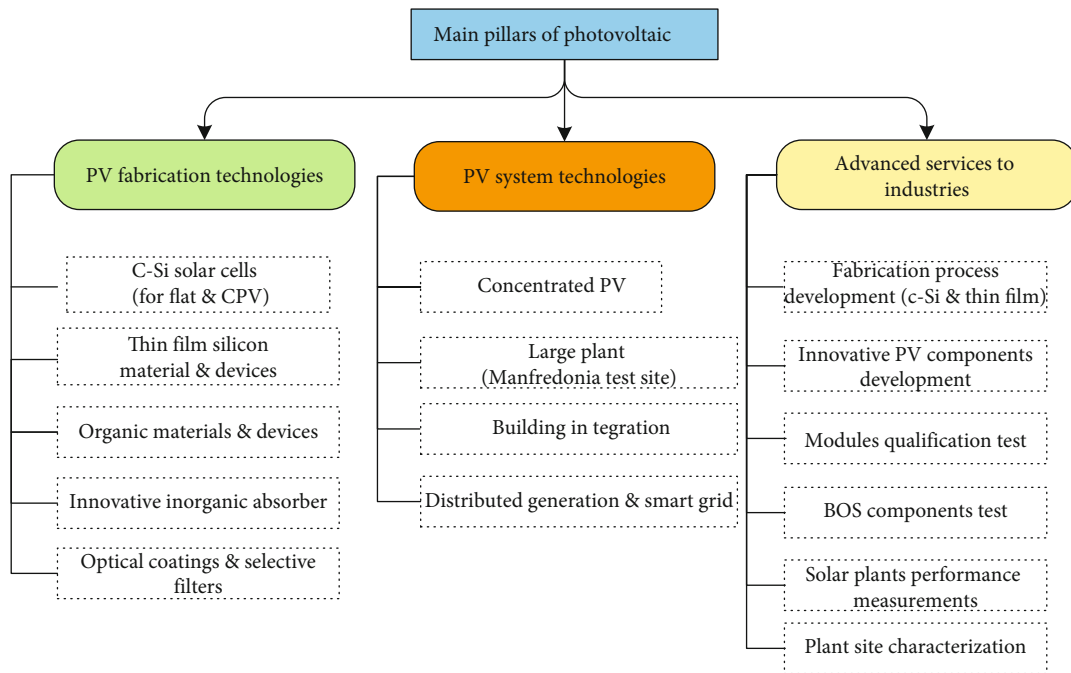 Main pillars of photovoltaic
PV fabrication technologies
C-Si solar cells
(for flat & CPV)
Thin film silicon
material & devices
Organic materials & devices
Innovative inorganic absorber
Optical coatings & selective
filters
PV system technologies
Concentrated PV
Large plant
(Manfredonia test site)
Building in tegration
Distributed generation & smart grid
Advanced services to
industries
Fabrication process
development (c-Si & thin film)
Innovative PV components
development
Modules qualification test
BOS components test
Solar plants performance
measurements
Plant site characterization